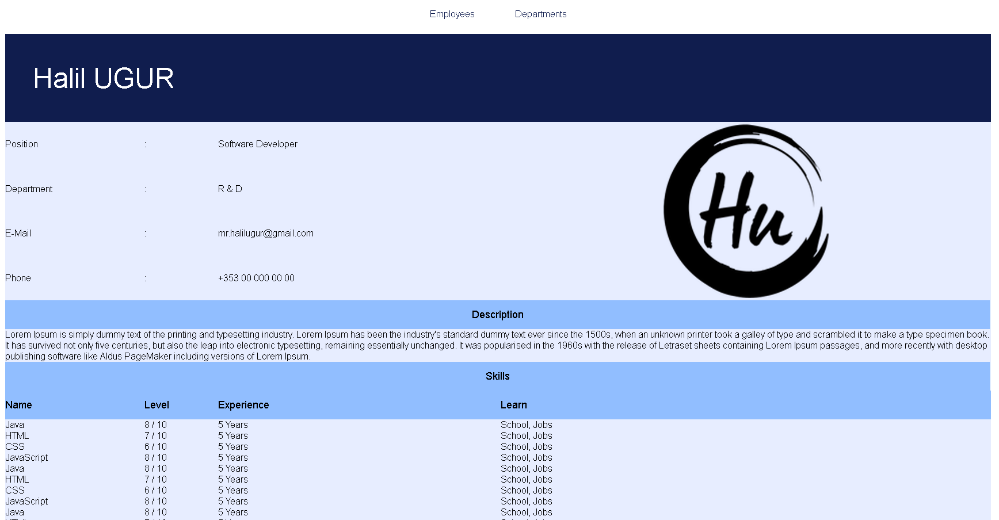 Employees Departments
Halil UGUR
Position : Software Developer
Department : R & D
E-Mail : mr.halilugur@gmail.com
Phone : +353 00 000 00 00
Hu
Description
Lorem Ipsum is simply dummy text of the printing and typesetting industry. Lorem Ipsum has been the industry's standard dummy text ever since the 1500s, when an unknown printer took a galley of type and scrambled it to make a type specimen book.
It has survived not only five centuries, but also the leap into electronic typesetting, remaining essentially unchanged. It was popularised in the 1960s with the release of Letraset sheets containing Lorem Ipsum passages, and more recently with desktop
publishing software like Aldus PageMaker including versions of Lorem Ipsum.
Skills
Name Level Experience Learn
Java 8 / 10 5 Years School, Jobs
HTML 7 / 10 5 Years School, Jobs
CSS 6 / 10 5 Years School, Jobs
JavaScript 8 / 10 5 Years School, Jobs
Java 8 / 10 5 Years School, Jobs
HTML 7 / 10 5 Years School, Jobs
CSS 6 / 10 5 Years School, Jobs
JavaScript 8 / 10 5 Years School, Jobs
Java 8 / 10 5 Years School, Jobs